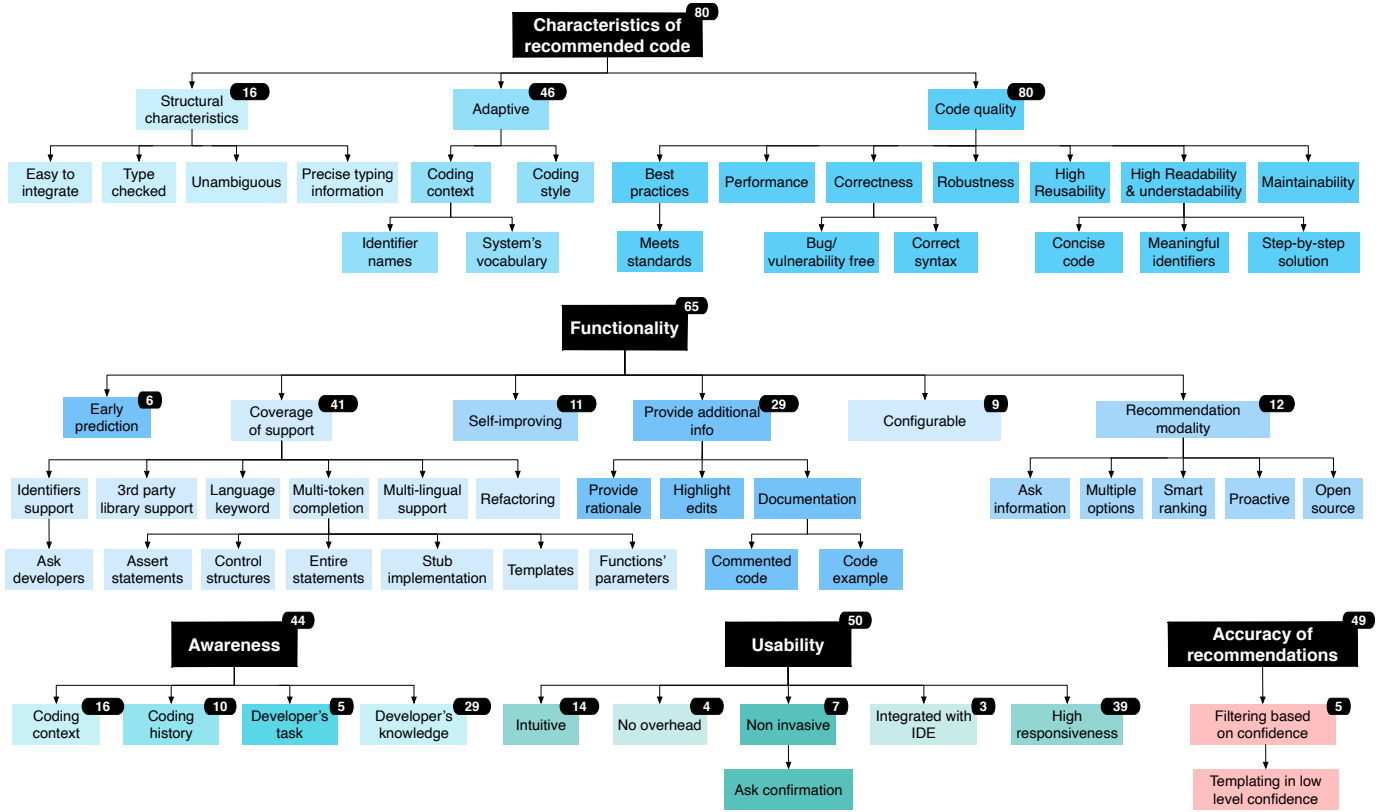 80
Characteristics of
recommended code
16
Structural
characteristics
46
Adaptive
80
Code quality
Easy to
integrate
Type
checked
Unambiguous
Precise typing
information
Coding
context
Coding
style
Best
practices
Performance
Correctness
Robustness
High
Reusability
High Readability
& understadability
Maintainability
Identifier
names
System's
vocabulary
Meets
standards
Bug/
vulnerability free
Correct
syntax
Concise
code
Meaningful
identifiers
Step-by-step
solution
65
Functionality
6
Early
prediction
41
Coverage
of support
11
Self-improving
29
Provide additional
info
9
Configurable
12
Recommendation
modality
Identifiers
support
3rd party
library support
Language
keyword
Multi-token
completion
Multi-lingual
support
Refactoring
Provide
rationale
Highlight
edits
Documentation
Ask
information
Multiple
options
Smart
ranking
Proactive
Open
source
Ask
developers
Assert
statements
Control
structures
Entire
statements
Stub
implementation
Templates
Functions'
parameters
Commented
code
Code
example
44
Awareness
50
Usability
49
Accuracy of
recommendations
16
Coding
context
10
Coding
history
5
Developer's
task
29
Developer's
knowledge
14
Intuitive
4
No overhead
7
Non invasive
3
Integrated with
IDE
39
High
responsiveness
5
Filtering based
on confidence
Ask confirmation
Templating in low
level confidence